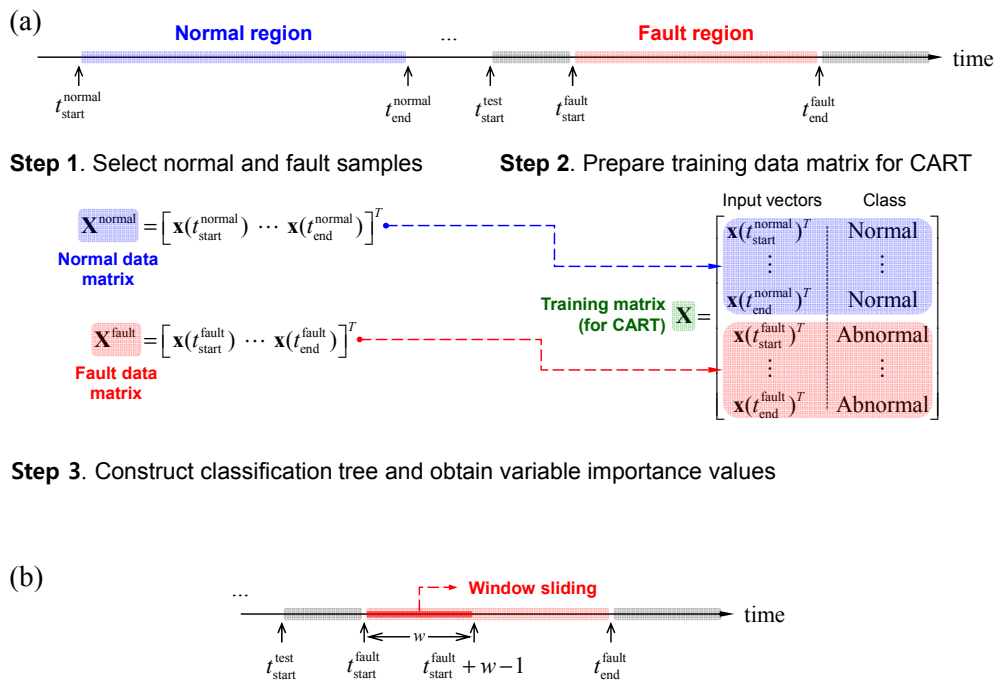 (a)
Normal region ... Fault region
time
t_start^normal t_end^normal t_start^test t_start^fault t_end^fault
Step 1. Select normal and fault samples
Step 2. Prepare training data matrix for CART
Input vectors Class
X^normal = [x(t_start^normal) ⋯ x(t_end^normal)]^T
Normal data
matrix
X^fault = [x(t_start^fault) ⋯ x(t_end^fault)]^T
Fault data
matrix
Training matrix
(for CART) X =
x(t_start^normal)^T Normal
⋮ ⋮
x(t_end^normal)^T Normal
x(t_start^fault)^T Abnormal
⋮ ⋮
x(t_end^fault)^T Abnormal
Step 3. Construct classification tree and obtain variable importance values
(b)
... Window sliding
time
w
t_start^test t_start^fault t_start^fault + w − 1 t_end^fault